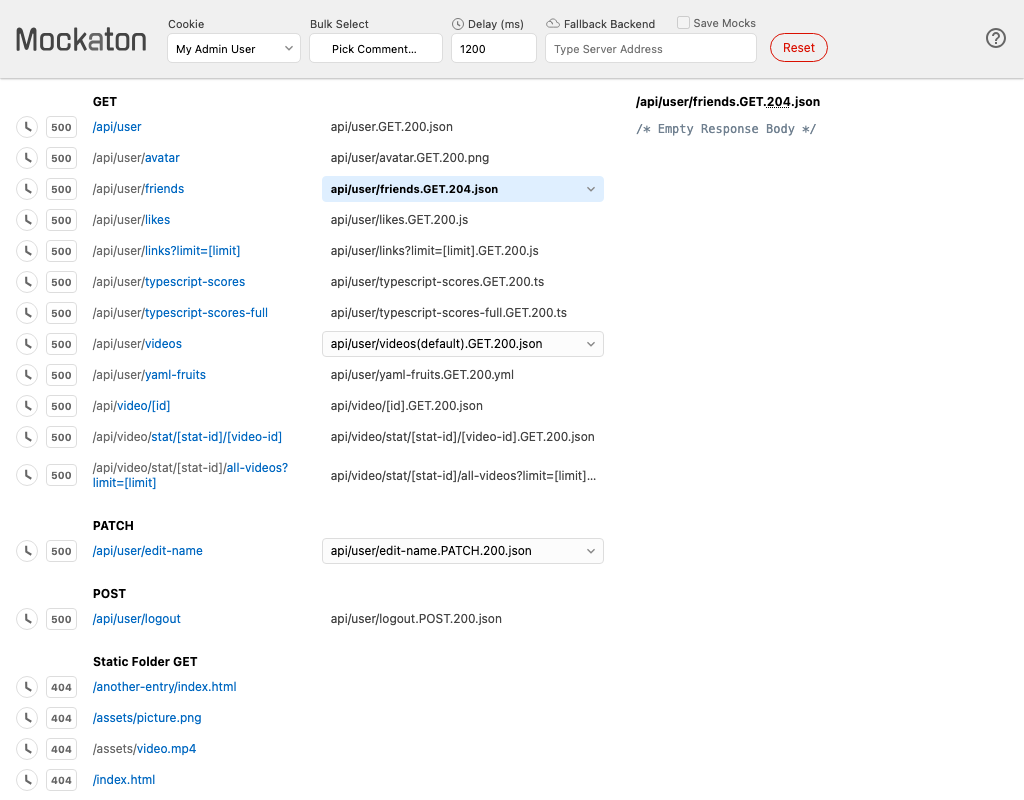 Mockaton
Cookie
My Admin User
Bulk Select
Pick Comment...
Delay (ms)
1200
Fallback Backend
Type Server Address
Save Mocks
Reset
?
GET
500 /api/user api/user.GET.200.json
500 /api/user/avatar api/user/avatar.GET.200.png
500 /api/user/friends api/user/friends.GET.204.json
500 /api/user/likes api/user/likes.GET.200.js
500 /api/user/links?limit=[limit] api/user/links?limit=[limit].GET.200.js
500 /api/user/typescript-scores api/user/typescript-scores.GET.200.ts
500 /api/user/typescript-scores-full api/user/typescript-scores-full.GET.200.ts
500 /api/user/videos api/user/videos(default).GET.200.json
500 /api/user/yaml-fruits api/user/yaml-fruits.GET.200.yml
500 /api/video/[id] api/video/[id].GET.200.json
500 /api/video/stat/[stat-id]/[video-id] api/video/stat/[stat-id]/[video-id].GET.200.json
500 /api/video/stat/[stat-id]/all-videos?
limit=[limit] api/video/stat/[stat-id]/all-videos?limit=[limit]...
PATCH
500 /api/user/edit-name api/user/edit-name.PATCH.200.json
POST
500 /api/user/logout api/user/logout.POST.200.json
Static Folder GET
404 /another-entry/index.html
404 /assets/picture.png
404 /assets/video.mp4
404 /index.html
/api/user/friends.GET.204.json
/* Empty Response Body */